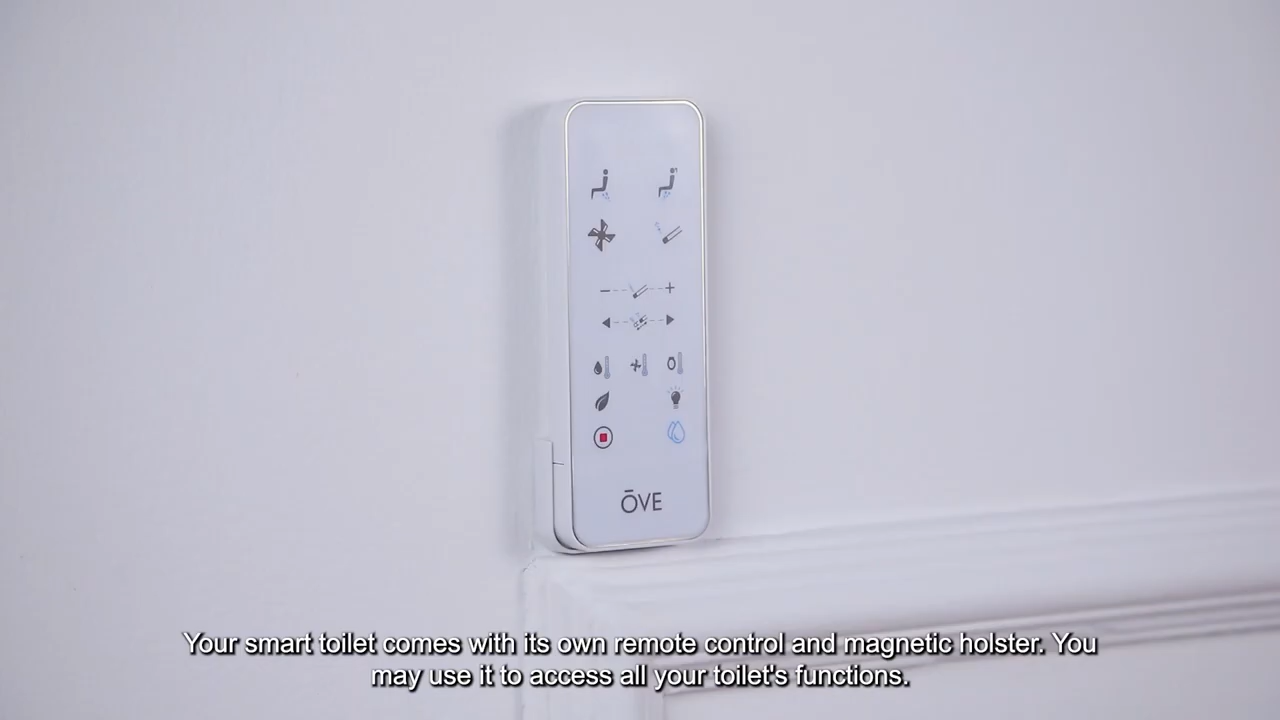 ŌVE
Your smart toilet comes with its own remote control and magnetic holster. You
may use it to access all your toilet's functions.